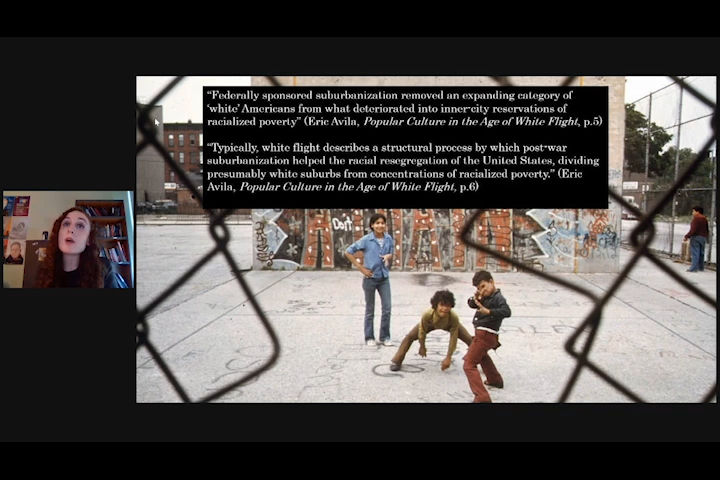 “Federally sponsored suburbanization removed an expanding category of
‘white’ Americans from what deteriorated into inner-city reservations of
racialized poverty” (Eric Avila, Popular Culture in the Age of White Flight, p.5)
“Typically, white flight describes a structural process by which post-war
suburbanization helped the racial resegregation of the United States, dividing
presumably white suburbs from concentrations of racialized poverty.” (Eric
Avila, Popular Culture in the Age of White Flight, p.6)